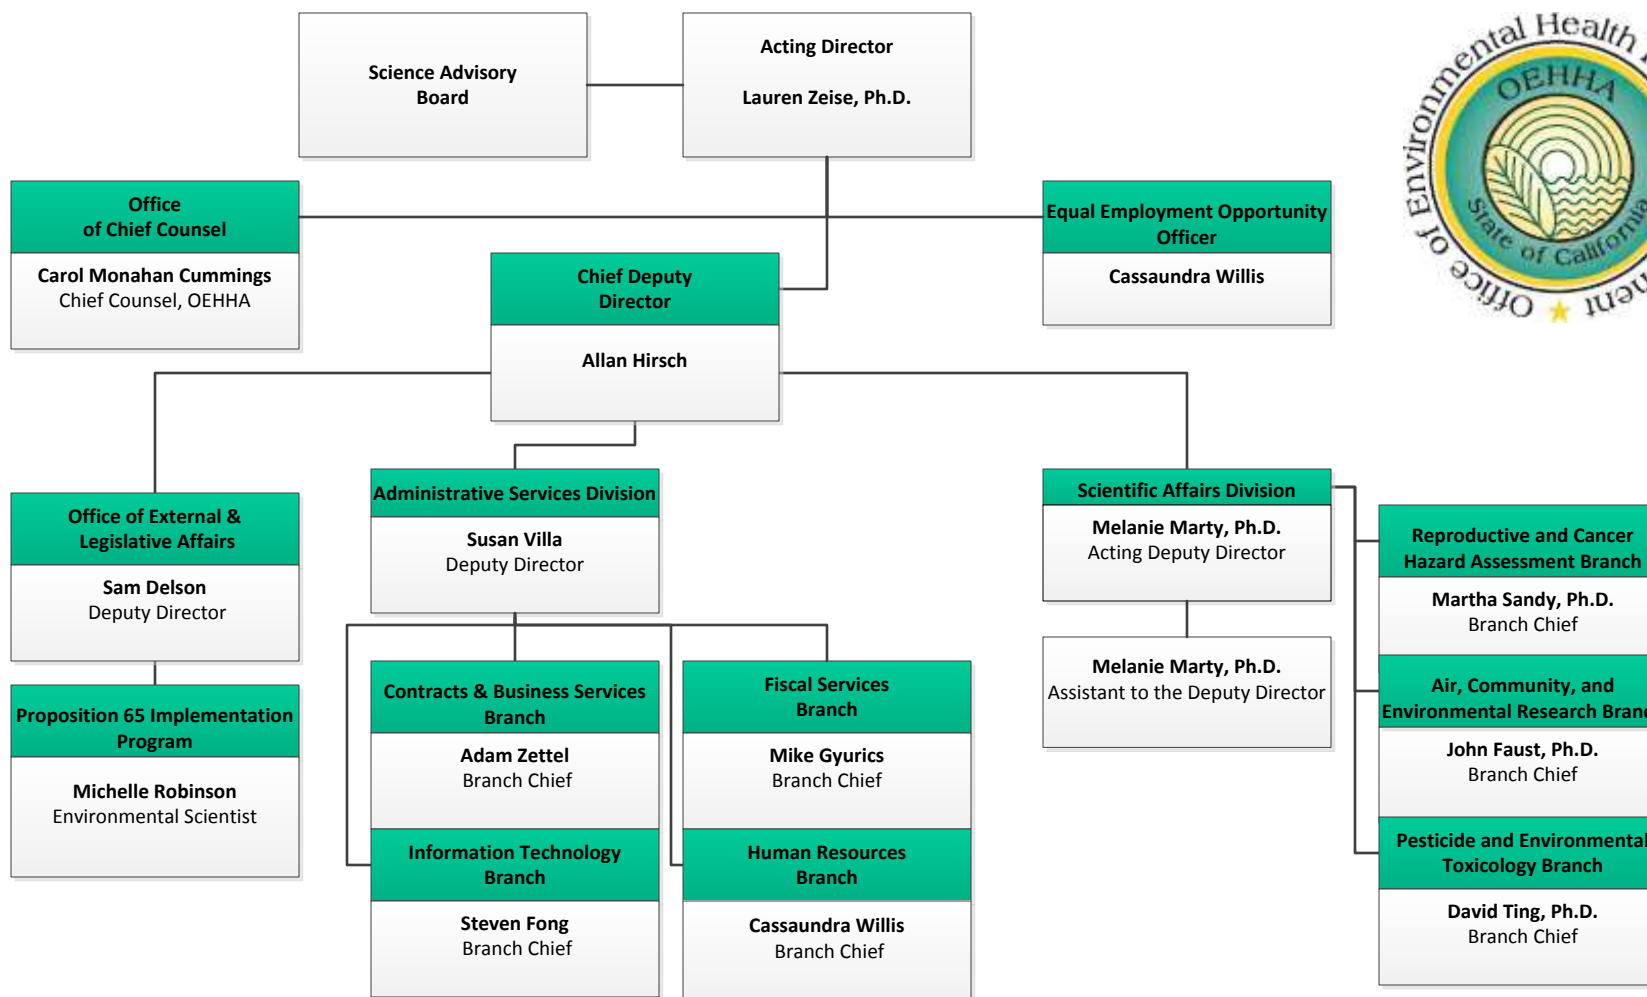 Science Advisory
Board
Acting Director
Lauren Zeise, Ph.D.
Office of Environmental Health
OEHHA
State of California
Office
of Chief Counsel
Carol Monahan Cummings
Chief Counsel, OEHHA
Equal Employment Opportunity
Officer
Cassaundra Willis
Chief Deputy
Director
Allan Hirsch
Office of External &
Legislative Affairs
Sam Delson
Deputy Director
Proposition 65 Implementation
Program
Michelle Robinson
Environmental Scientist
Administrative Services Division
Susan Villa
Deputy Director
Contracts & Business Services
Branch
Adam Zettel
Branch Chief
Fiscal Services
Branch
Mike Gyurics
Branch Chief
Information Technology
Branch
Steven Fong
Branch Chief
Human Resources
Branch
Cassaundra Willis
Branch Chief
Scientific Affairs Division
Melanie Marty, Ph.D.
Acting Deputy Director
Melanie Marty, Ph.D.
Assistant to the Deputy Director
Reproductive and Cancer
Hazard Assessment Branch
Martha Sandy, Ph.D.
Branch Chief
Air, Community, and
Environmental Research Branc
John Faust, Ph.D.
Branch Chief
Pesticide and Environmental
Toxicology Branch
David Ting, Ph.D.
Branch Chief